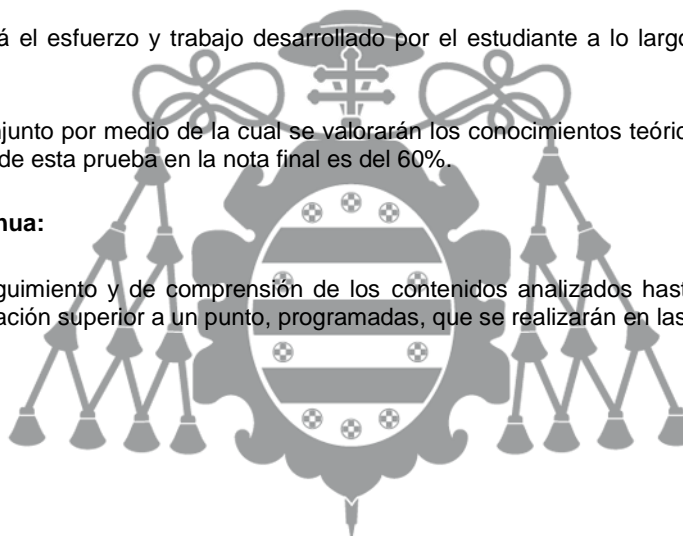 á el esfuerzo y trabajo desarrollado por el estudiante a lo largo
njunto por medio de la cual se valorarán los conocimientos teóric
de esta prueba en la nota final es del 60%.
nua:
guimiento y de comprensión de los contenidos analizados hast
ación superior a un punto, programadas, que se realizarán en las